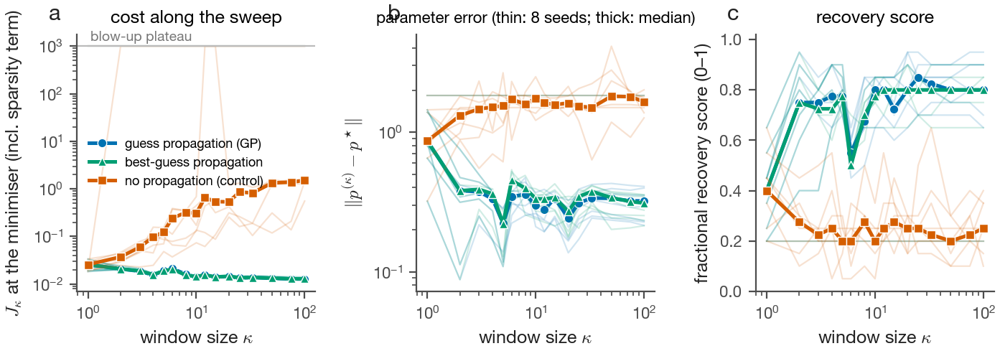 a
cost along the sweep
blow-up plateau
10³
10²
10¹
10⁰
10⁻¹
10⁻²
guess propagation (GP)
best-guess propagation
no propagation (control)
J_κ at the minimiser (incl. sparsity term)
10⁰ 10¹ 10²
window size κ
b
parameter error (thin: 8 seeds; thick: median)
10⁰
10⁻¹
‖p^(κ) − p^⋆‖
10⁰ 10¹ 10²
window size κ
c
recovery score
1.0
0.8
0.6
0.4
0.2
0.0
fractional recovery score (0–1)
10⁰ 10¹ 10²
window size κ